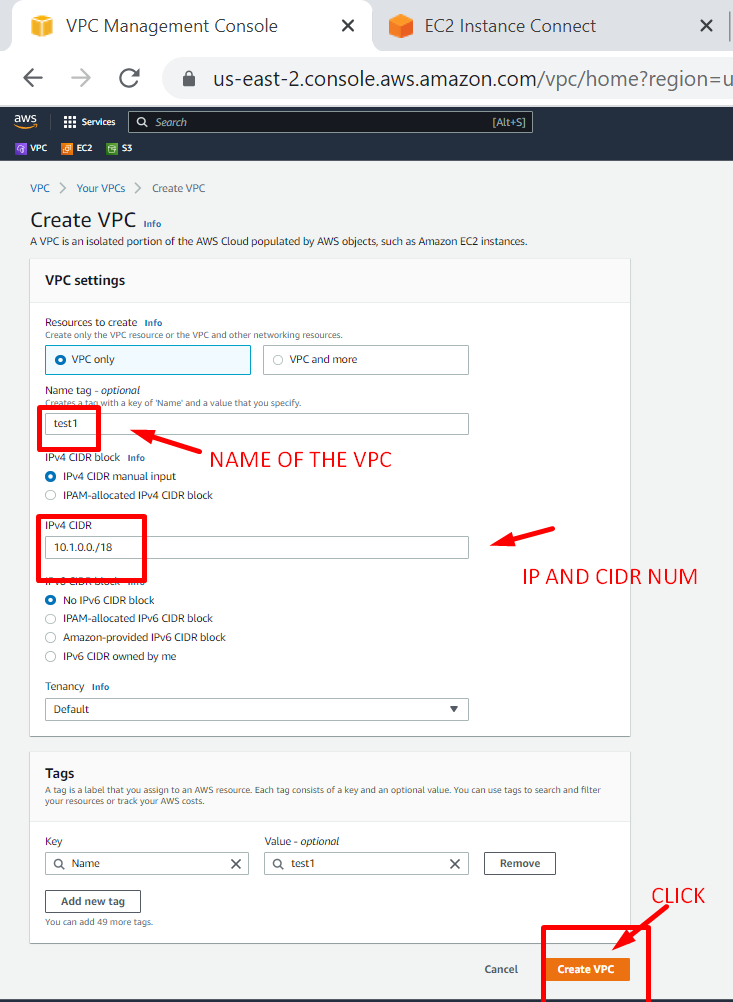 VPC Management Console
EC2 Instance Connect
us-east-2.console.aws.amazon.com/vpc/home?region=u
aws
Services
Search
[Alt+S]
VPC
EC2
S3
VPC
Your VPCs
Create VPC
Create VPC Info
A VPC is an isolated portion of the AWS Cloud populated by AWS objects, such as Amazon EC2 instances.
VPC settings
Resources to create Info
Create only the VPC resource or the VPC and other networking resources.
VPC only
VPC and more
Name tag - optional
Creates a tag with a key of 'Name' and a value that you specify.
test1
NAME OF THE VPC
IPv4 CIDR block Info
IPv4 CIDR manual input
IPAM-allocated IPv4 CIDR block
IPv4 CIDR
10.1.0.0./18
IP AND CIDR NUM
IPv6 CIDR block Info
No IPv6 CIDR block
IPAM-allocated IPv6 CIDR block
Amazon-provided IPv6 CIDR block
IPv6 CIDR owned by me
Tenancy Info
Default
Tags
A tag is a label that you assign to an AWS resource. Each tag consists of a key and an optional value. You can use tags to search and filter
your resources or track your AWS costs.
Key
Value - optional
Name
test1
Remove
Add new tag
You can add 49 more tags.
CLICK
Cancel
Create VPC